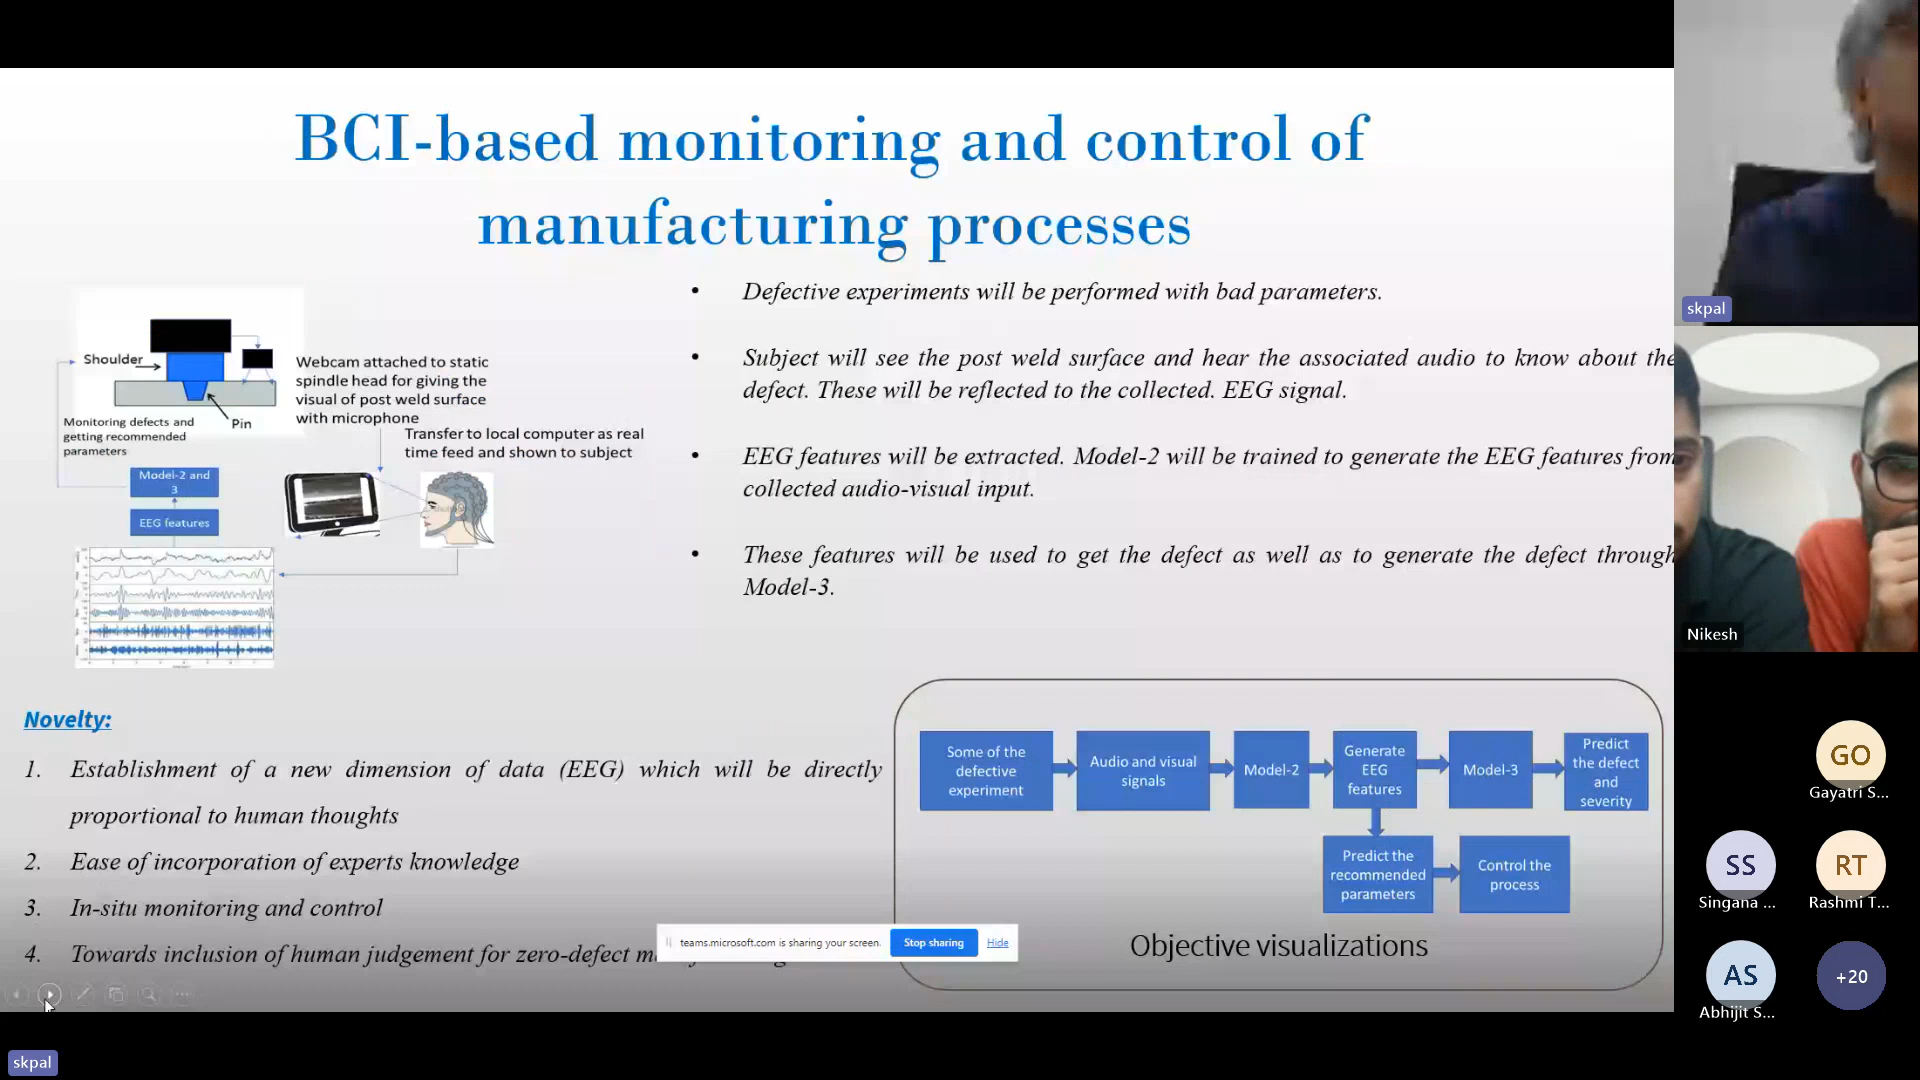 BCI-based monitoring and control of
manufacturing processes
Shoulder
Pin
Monitoring defects and
getting recommended
parameters
Webcam attached to static
spindle head for giving the
visual of post weld surface
with microphone
Transfer to local computer as real
time feed and shown to subject
Model-2 and
3
EEG features
• Defective experiments will be performed with bad parameters.
• Subject will see the post weld surface and hear the associated audio to know about the
defect. These will be reflected to the collected. EEG signal.
• EEG features will be extracted. Model-2 will be trained to generate the EEG features from
collected audio-visual input.
• These features will be used to get the defect as well as to generate the defect through
Model-3.
Novelty:
1. Establishment of a new dimension of data (EEG) which will be directly
proportional to human thoughts
2. Ease of incorporation of experts knowledge
3. In-situ monitoring and control
4. Towards inclusion of human judgement for zero-defect
Some of the
defective
experiment
Audio and visual
signals
Model-2
Generate
EEG
features
Model-3
Predict
the defect
and
severity
Predict the
recommended
parameters
Control the
process
Objective visualizations
teams.microsoft.com is sharing your screen.
Stop sharing
Hide
skpal
Nikesh
GO
Gayatri S...
SS
Singana ...
RT
Rashmi T...
AS
Abhijit S...
+20
skpal